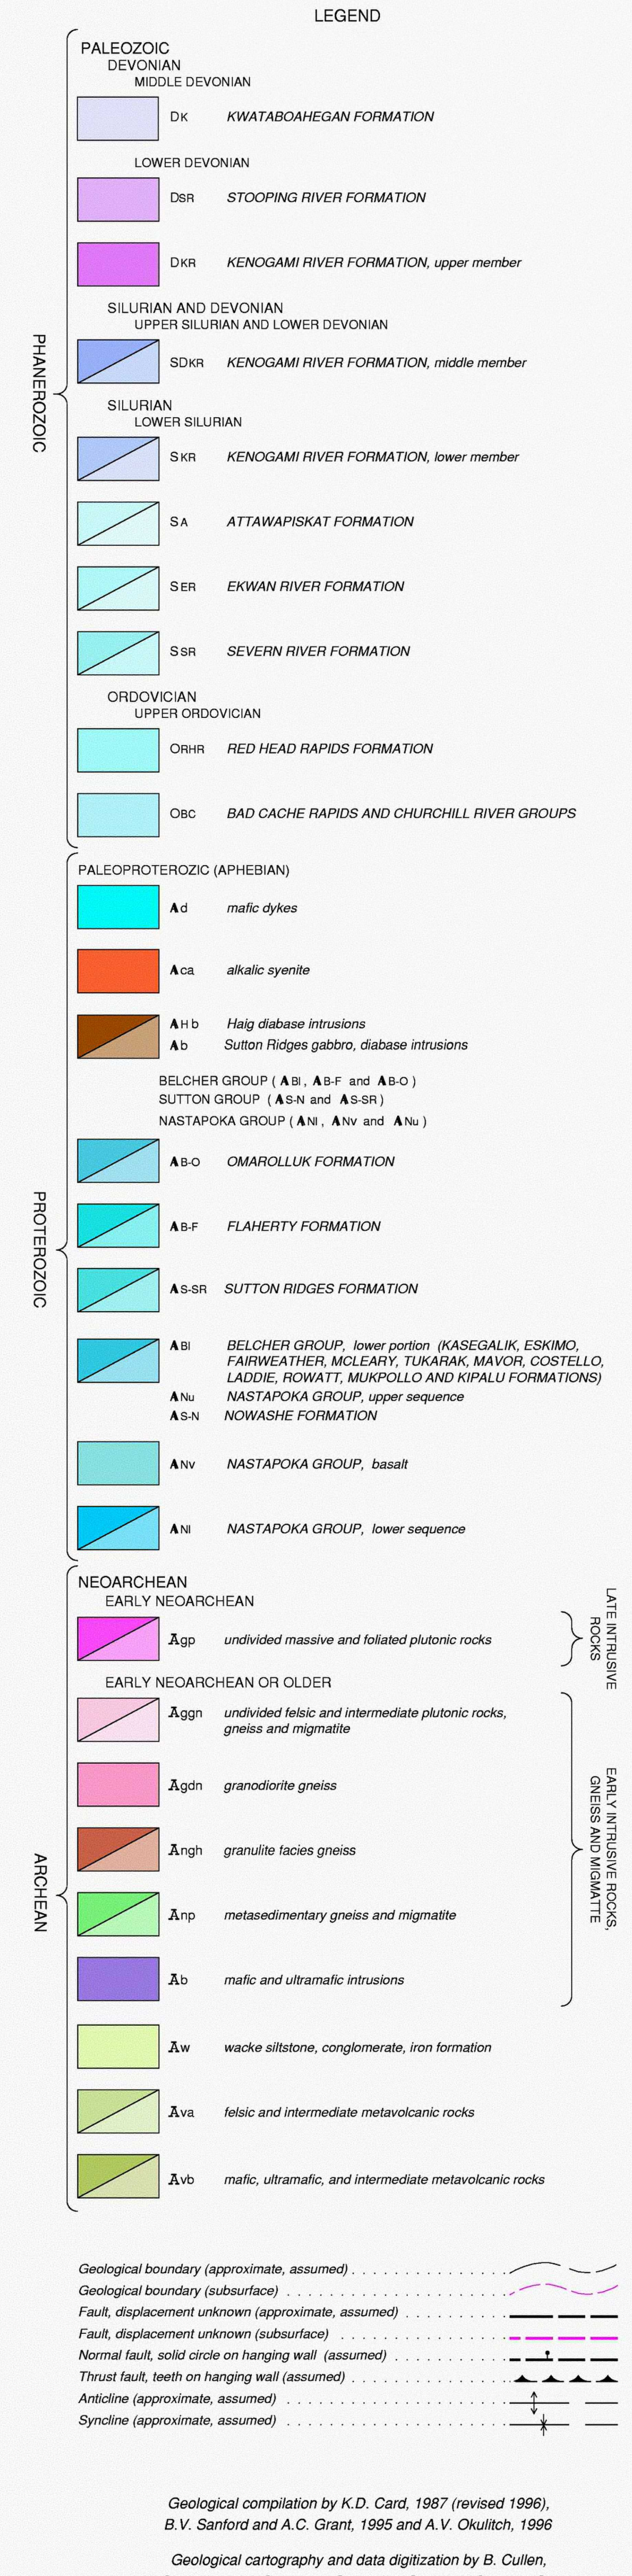 LEGEND
PALEOZOIC
DEVONIAN
MIDDLE DEVONIAN
DK KWATABOAHEGAN FORMATION
LOWER DEVONIAN
DSR STOOPING RIVER FORMATION
DKR KENOGAMI RIVER FORMATION, upper member
SILURIAN AND DEVONIAN
UPPER SILURIAN AND LOWER DEVONIAN
SDKR KENOGAMI RIVER FORMATION, middle member
PHANEROZOIC
SILURIAN
LOWER SILURIAN
SKR KENOGAMI RIVER FORMATION, lower member
SA ATTAWAPISKAT FORMATION
SER EKWAN RIVER FORMATION
SSR SEVERN RIVER FORMATION
ORDOVICIAN
UPPER ORDOVICIAN
ORHR RED HEAD RAPIDS FORMATION
OBC BAD CACHE RAPIDS AND CHURCHILL RIVER GROUPS
PALEOPROTEROZIC (APHEBIAN)
Ad mafic dykes
Aca alkalic syenite
AHb Haig diabase intrusions
Ab Sutton Ridges gabbro, diabase intrusions
BELCHER GROUP ( ABl, AB-F and AB-O )
SUTTON GROUP ( AS-N and AS-SR )
NASTAPOKA GROUP ( ANl, ANv and ANu )
AB-O OMAROLLUK FORMATION
PROTEROZOIC
AB-F FLAHERTY FORMATION
AS-SR SUTTON RIDGES FORMATION
ABl BELCHER GROUP, lower portion (KASEGALIK, ESKIMO,
FAIRWEATHER, MCLEARY, TUKARAK, MAVOR, COSTELLO,
LADDIE, ROWATT, MUKPOLLO AND KIPALU FORMATIONS)
ANu NASTAPOKA GROUP, upper sequence
AS-N NOWASHE FORMATION
ANv NASTAPOKA GROUP, basalt
ANl NASTAPOKA GROUP, lower sequence
NEOARCHEAN
EARLY NEOARCHEAN
Agp undivided massive and foliated plutonic rocks
LATE INTRUSIVE
ROCKS
EARLY NEOARCHEAN OR OLDER
Aggn undivided felsic and intermediate plutonic rocks,
gneiss and migmatite
Agdn granodiorite gneiss
Angh granulite facies gneiss
EARLY INTRUSIVE ROCKS,
GNEISS AND MIGMATTE
ARCHEAN
Anp metasedimentary gneiss and migmatite
Ab mafic and ultramafic intrusions
Aw wacke siltstone, conglomerate, iron formation
Ava felsic and intermediate metavolcanic rocks
Avb mafic, ultramafic, and intermediate metavolcanic rocks
Geological boundary (approximate, assumed)
Geological boundary (subsurface)
Fault, displacement unknown (approximate, assumed)
Fault, displacement unknown (subsurface)
Normal fault, solid circle on hanging wall (assumed)
Thrust fault, teeth on hanging wall (assumed)
Anticline (approximate, assumed)
Syncline (approximate, assumed)
Geological compilation by K.D. Card, 1987 (revised 1996),
B.V. Sanford and A.C. Grant, 1995 and A.V. Okulitch, 1996
Geological cartography and data digitization by B. Cullen,